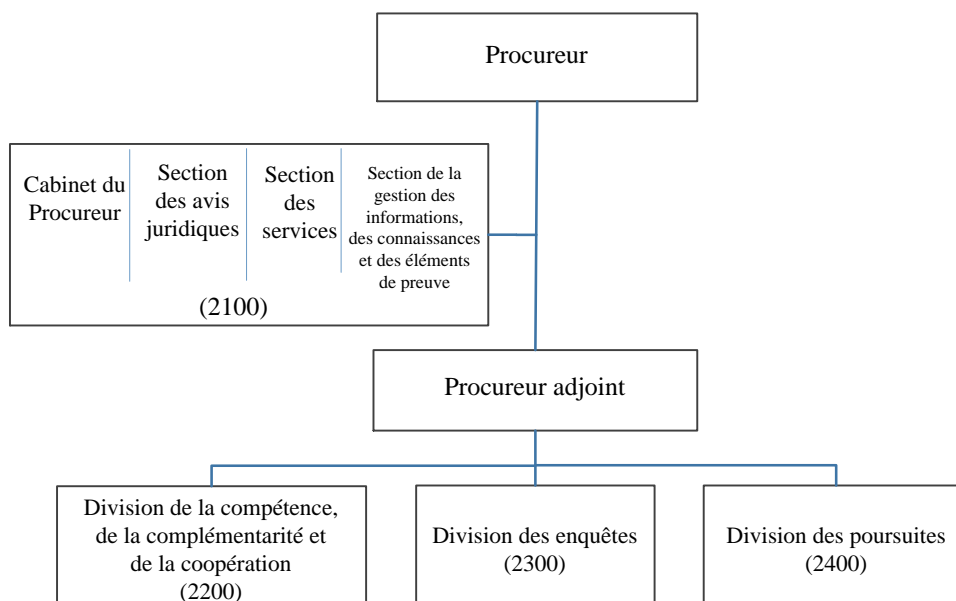 Procureur
Cabinet du
Procureur
Section
des avis
juridiques
Section
des
services
Section de la
gestion des
informations,
des connaissances
et des éléments
de preuve
(2100)
Procureur adjoint
Division de la compétence,
de la complémentarité et
de la coopération
(2200)
Division des enquêtes
(2300)
Division des poursuites
(2400)